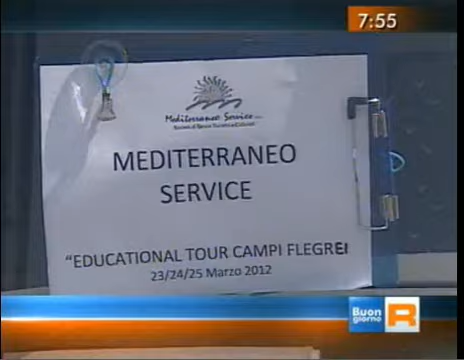 7:55
Mediterraneo Service
MEDITERRANEO
SERVICE
"EDUCATIONAL TOUR CAMPI FLEGREI
23/24/25 Marzo 2012
Buon
giorno
R